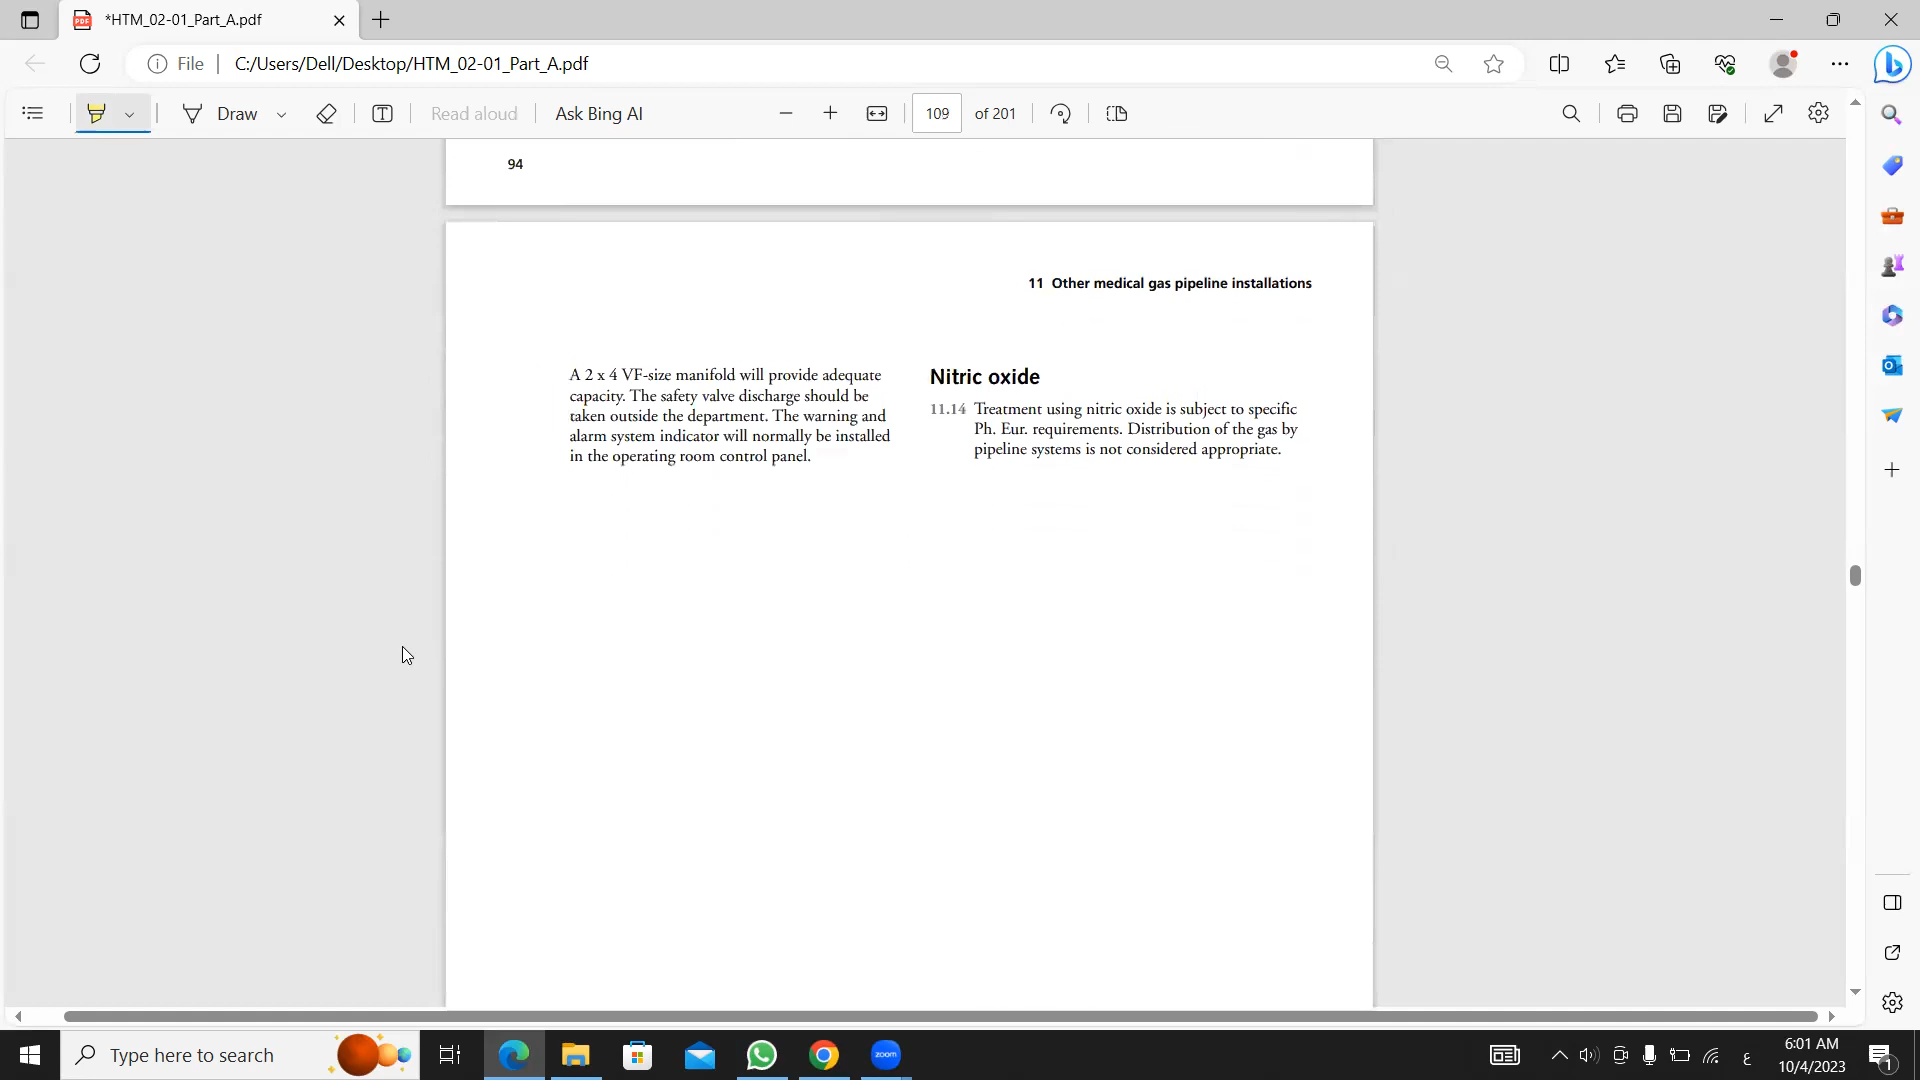 *HTM_02-01_Part_A.pdf
File
C:/Users/Dell/Desktop/HTM_02-01_Part_A.pdf
Draw
Read aloud
Ask Bing AI
109
of 201
94
11 Other medical gas pipeline installations
A 2 x 4 VF-size manifold will provide adequate
capacity. The safety valve discharge should be
taken outside the department. The warning and
alarm system indicator will normally be installed
in the operating room control panel.
Nitric oxide
11.14 Treatment using nitric oxide is subject to specific
Ph. Eur. requirements. Distribution of the gas by
pipeline systems is not considered appropriate.
Type here to search
zoom
ع
6:01 AM
10/4/2023
1